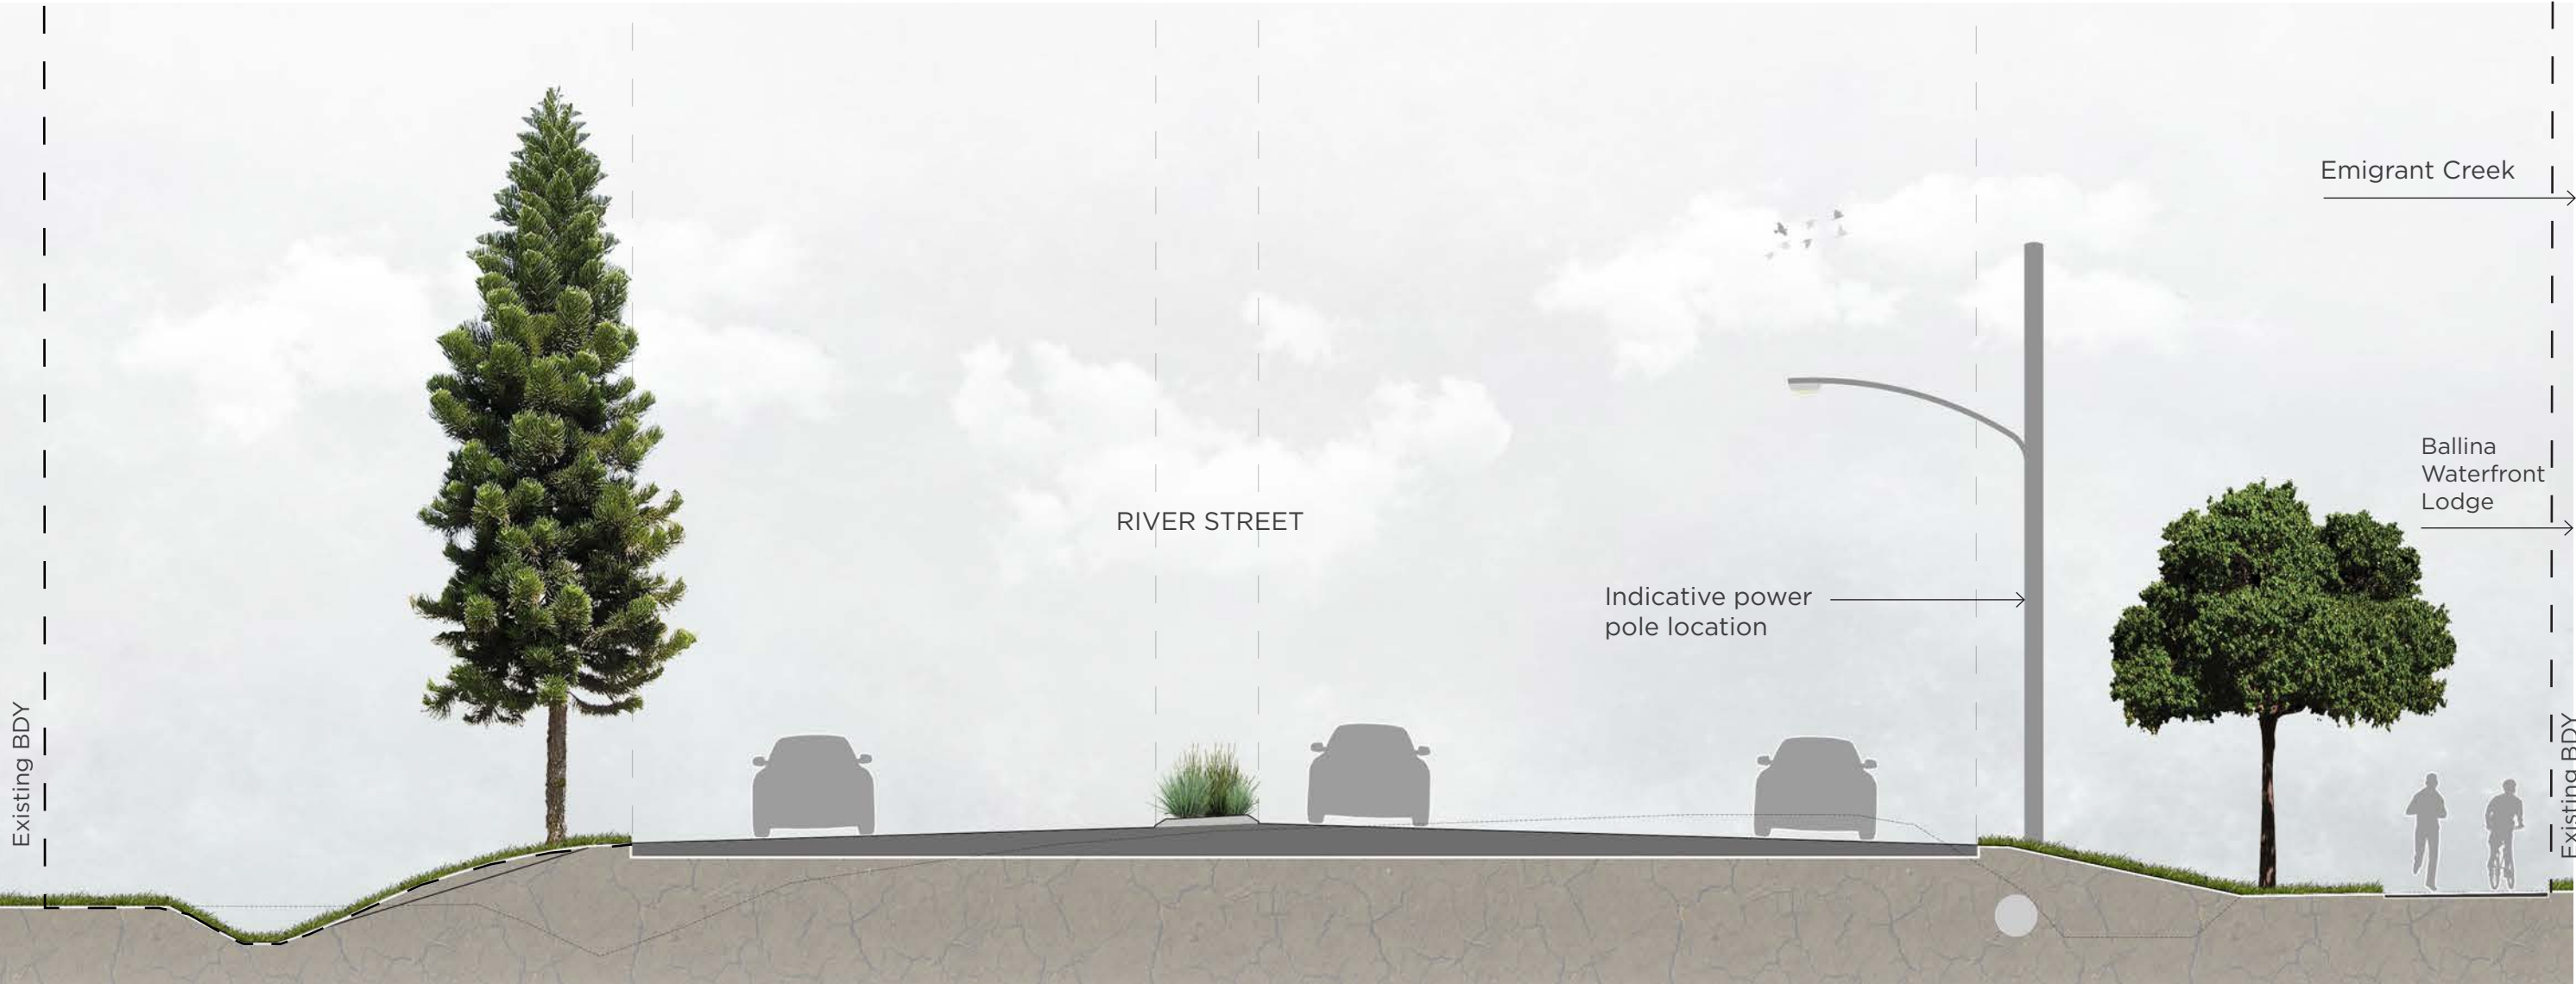 Emigrant Creek
Ballina
Waterfront
Lodge
RIVER STREET
Indicative power
pole location
Existing BDY
Existing BDY